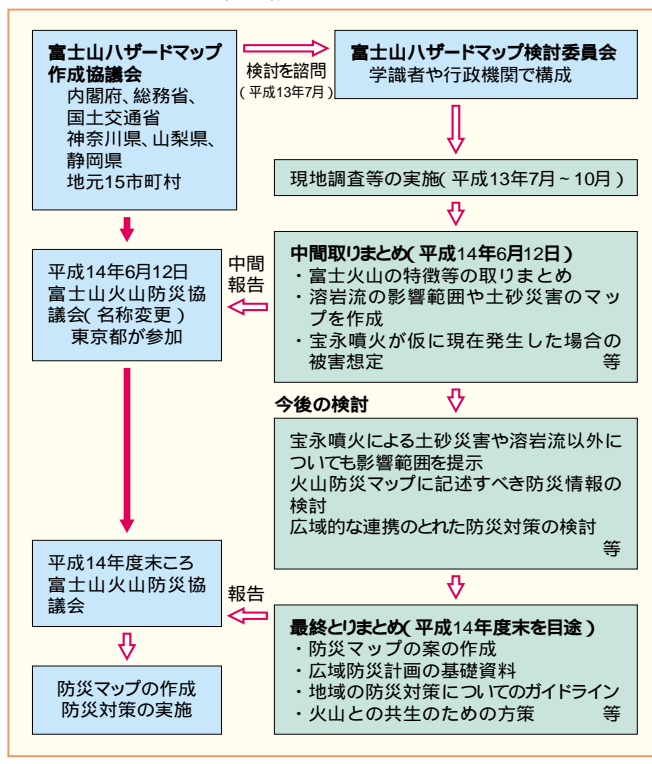 富士山ハザードマップ
作成協議会
内閣府、総務省、
国土交通省
神奈川県、山梨県、
静岡県
地元15市町村
検討を諮問
(平成13年7月)
富士山ハザードマップ検討委員会
学識者や行政機関で構成
現地調査等の実施(平成13年7月~10月)
中間取りまとめ(平成14年6月12日)
・富士火山の特徴等の取りまとめ
・溶岩流の影響範囲や土砂災害のマッ
プを作成
・宝永噴火が仮に現在発生した場合の
被害想定 等
中間
報告
平成14年6月12日
富士山火山防災協
議会(名称変更)
東京都が参加
今後の検討
宝永噴火による土砂災害や溶岩流以外に
ついても影響範囲を提示
火山防災マップに記述すべき防災情報の
検討
広域的な連携のとれた防災対策の検討
等
平成14年度末ころ
富士山火山防災協
議会
報告
最終とりまとめ(平成14年度末を目途)
・防災マップの案の作成
・広域防災計画の基礎資料
・地域の防災対策についてのガイドライン
・火山との共生のための方策 等
防災マップの作成
防災対策の実施